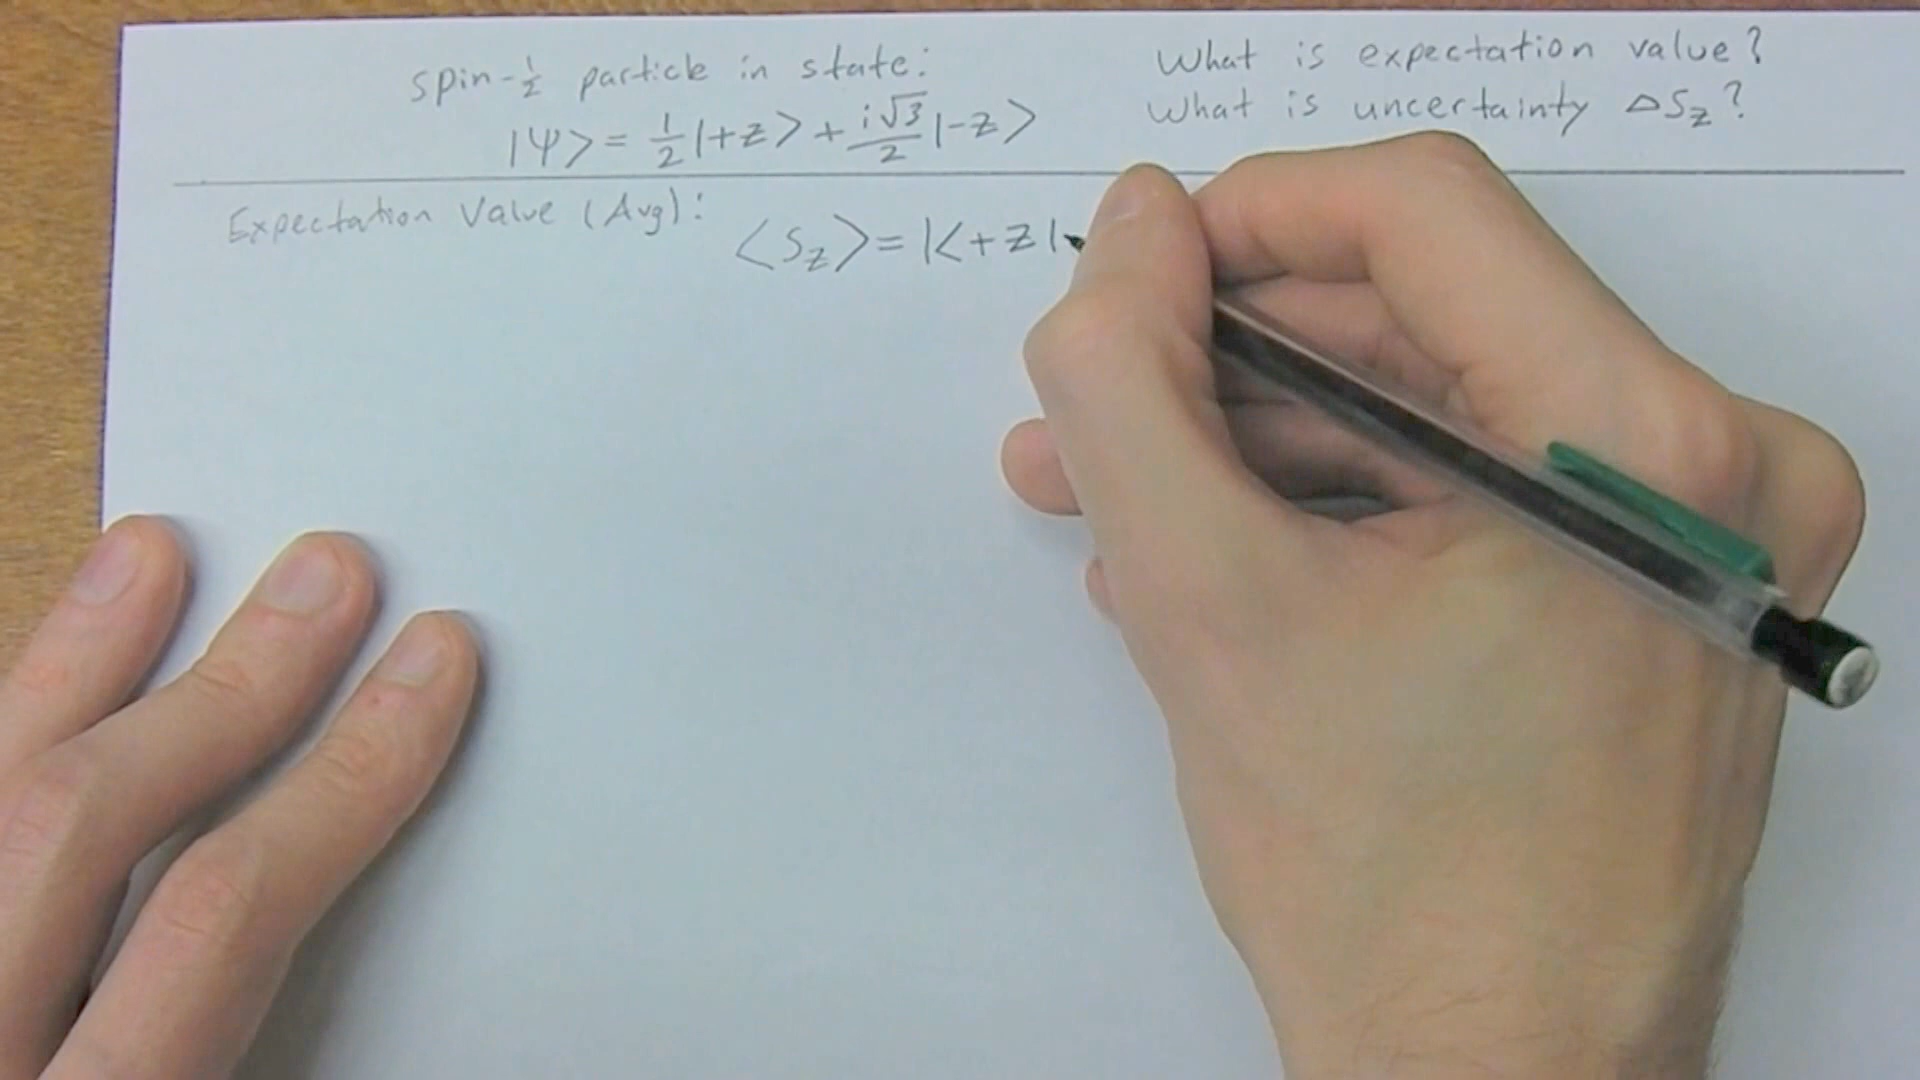 spin-½ particle in state:
|ψ> = 1/2 |+z> + i√3/2 |-z>
What is expectation value?
What is uncertainty ΔSz?
Expectation Value (Avg):
<Sz> = |<+z|